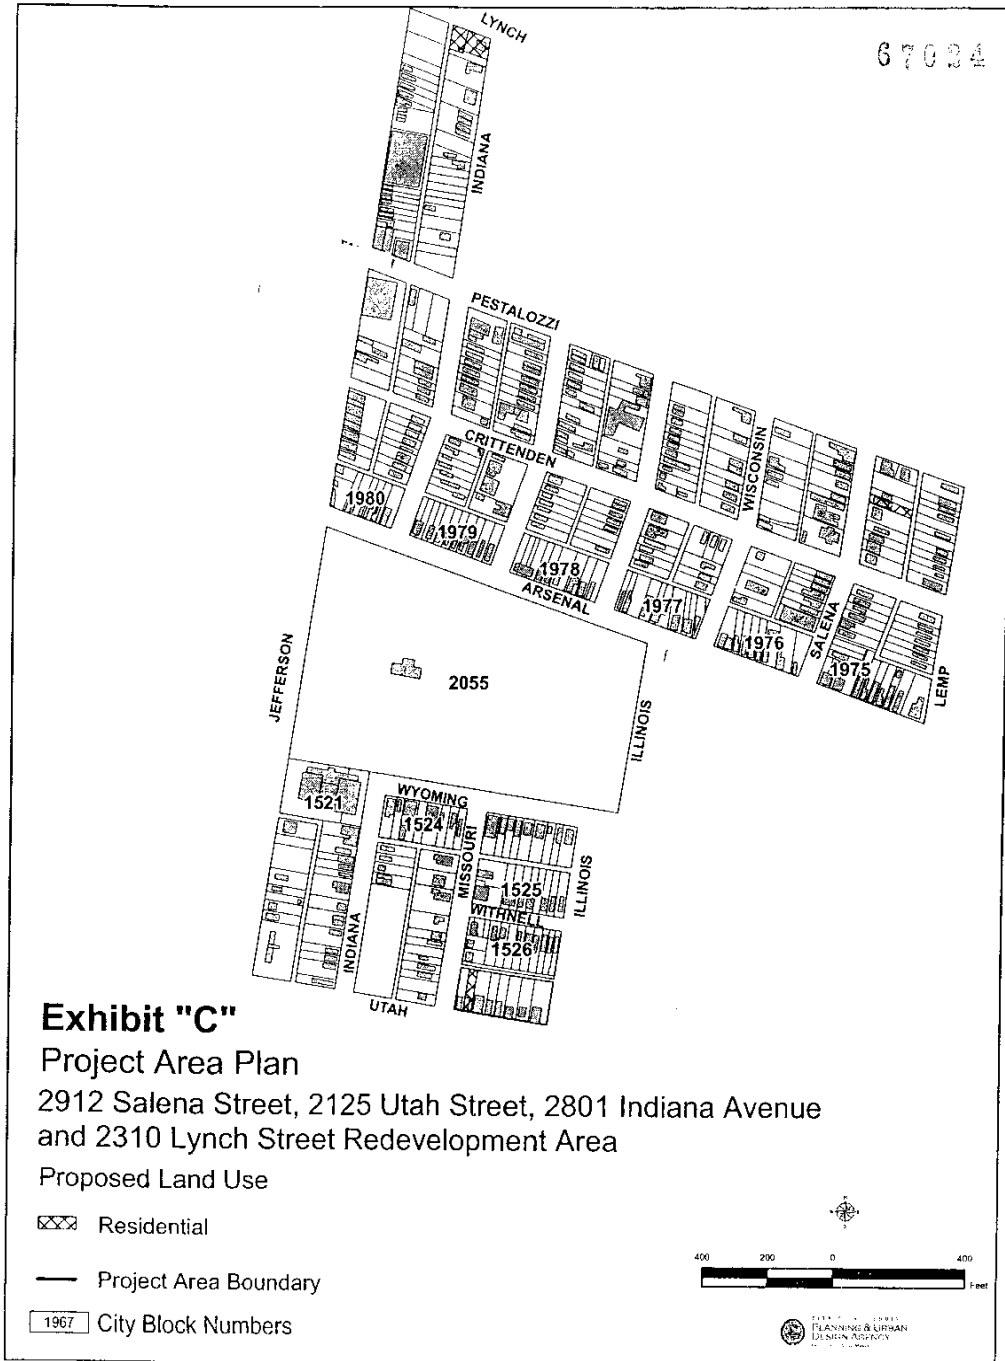 LYNCH
67094
INDIANA
PESTALOZZI
CRITTENDEN
WISCONSIN
1980
1979
1978
ARSENAL
1977
1976
SALENA
1975
LEMP
JEFFERSON
2055
ILLINOIS
1521
WYOMING
1524
MISSOURI
1525
ILLINOIS
WITHNELL
1526
INDIANA
UTAH
Exhibit "C"
Project Area Plan
2912 Salena Street, 2125 Utah Street, 2801 Indiana Avenue
and 2310 Lynch Street Redevelopment Area
Proposed Land Use
Residential
Project Area Boundary
1967 City Block Numbers
400 200 0 400
Feet
PLANNING & URBAN
DESIGN AGENCY